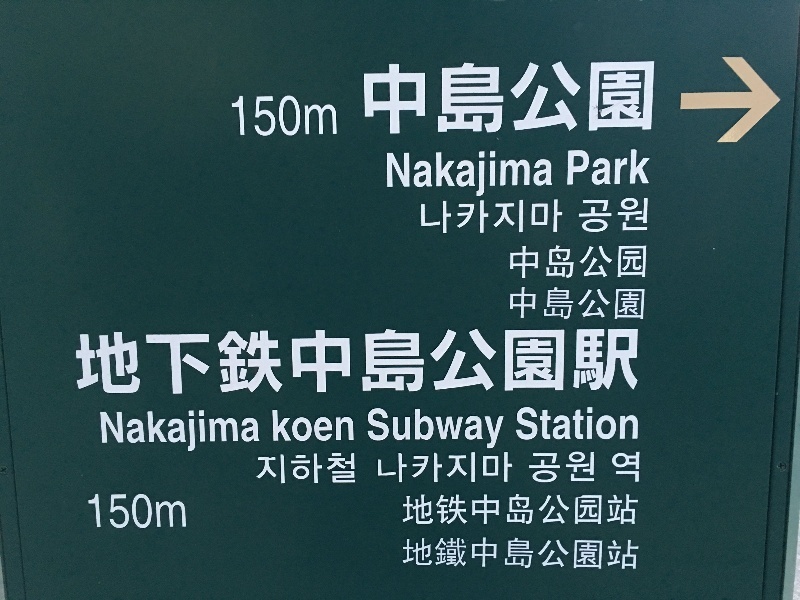 150m 中島公園 →
Nakajima Park
나카지마 공원
中岛公园
中島公園
地下鉄中島公園駅
Nakajima koen Subway Station
지하철 나카지마 공원 역
150m 地铁中岛公园站
地鐵中島公園站